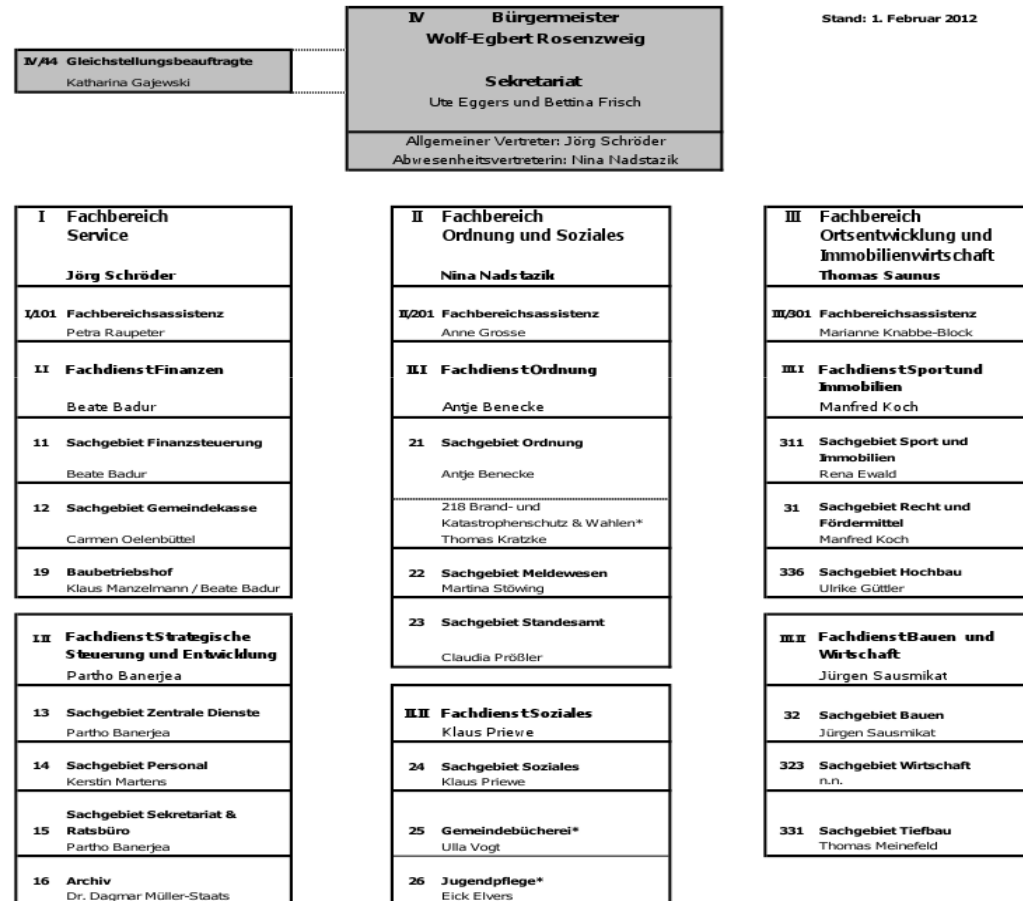 IV Bürgermeister
Wolf-Egbert Rosenzweig
Sekretariat
Ute Eggers und Bettina Frisch
Allgemeiner Vertreter: Jörg Schröder
Abwesenheitsvertreterin: Nina Nadstazik
Stand: 1. Februar 2012
IV/44 Gleichstellungsbeauftragte
Katharina Gajewski
I Fachbereich
Service
Jörg Schröder
I/101 Fachbereichsassistenz
Petra Raupeter
I.I Fachdienst Finanzen
Beate Badur
11 Sachgebiet Finanzsteuerung
Beate Badur
12 Sachgebiet Gemeindekasse
Carmen Oelenbüttel
19 Baubetriebshof
Klaus Manzelmann / Beate Badur
I.II Fachdienst Strategische
Steuerung und Entwicklung
Partho Banerjea
13 Sachgebiet Zentrale Dienste
Partho Banerjea
14 Sachgebiet Personal
Kerstin Martens
Sachgebiet Sekretariat &
15 Ratsbüro
Partho Banerjea
16 Archiv
Dr. Dagmar Müller-Staats
II Fachbereich
Ordnung und Soziales
Nina Nadstazik
II/201 Fachbereichsassistenz
Anne Grosse
II.I Fachdienst Ordnung
Antje Benecke
21 Sachgebiet Ordnung
Antje Benecke
218 Brand- und
Katastrophenschutz & Wahlen*
Thomas Kratzke
22 Sachgebiet Meldewesen
Martina Stöwing
23 Sachgebiet Standesamt
Claudia Prößler
II.II Fachdienst Soziales
Klaus Priewe
24 Sachgebiet Soziales
Klaus Priewe
25 Gemeindebücherei*
Ulla Vogt
26 Jugendpflege*
Eick Elvers
III Fachbereich
Ortsentwicklung und
Immobilienwirtschaft
Thomas Saunus
III/301 Fachbereichsassistenz
Marianne Knabbe-Block
III.I Fachdienst Sport und
Immobilien
Manfred Koch
311 Sachgebiet Sport und
Immobilien
Rena Ewald
31 Sachgebiet Recht und
Fördermittel
Manfred Koch
336 Sachgebiet Hochbau
Ulrike Güttler
III.II Fachdienst Bauen und
Wirtschaft
Jürgen Sausmikat
32 Sachgebiet Bauen
Jürgen Sausmikat
323 Sachgebiet Wirtschaft
n.n.
331 Sachgebiet Tiefbau
Thomas Meinefeld